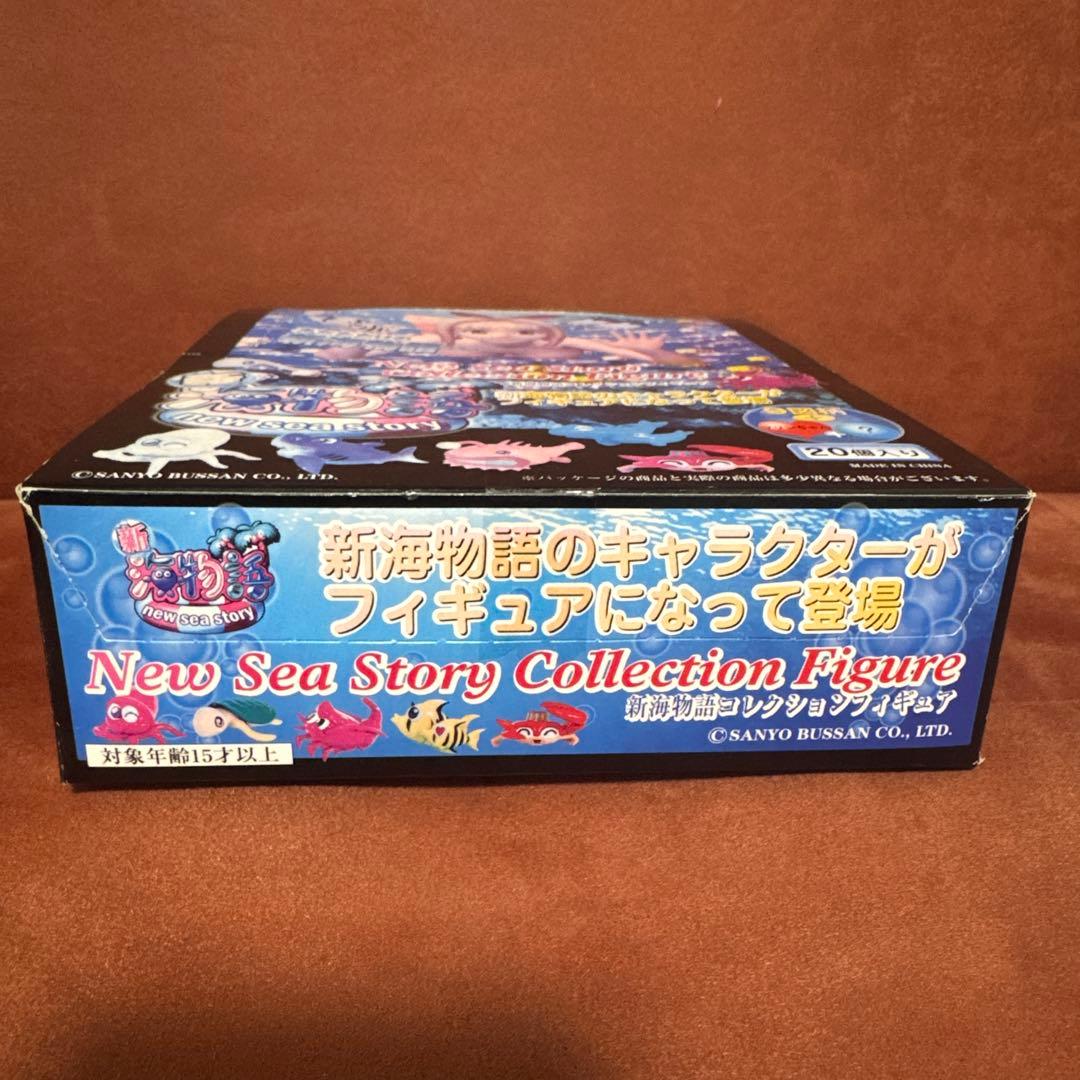 new sea story
20個入り
MADE IN CHINA
©SANYO BUSSAN CO., LTD.
※パッケージの商品と実際の商品は多少異なる場合がございます。
新
海物語
new sea story
新海物語のキャラクターが
フィギュアになって登場
New Sea Story Collection Figure
新海物語コレクションフィギュア
©SANYO BUSSAN CO., LTD.
対象年齢15才以上